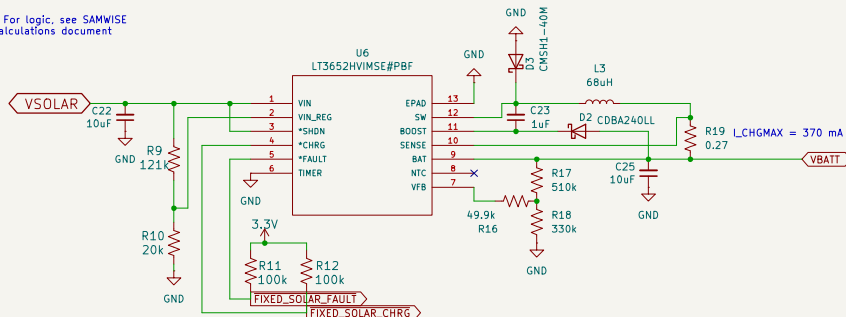 For logic, see SAMWISE
alculations document
VSOLAR
C22
10uF
GND
R9
121k
R10
20k
GND
U6
LT3652HVIMSE#PBF
1 VIN
2 VIN_REG
3 *SHDN
4 *CHRG
5 *FAULT
6 TIMER
EPAD 13
SW 12
BOOST 11
SENSE 10
BAT 9
NTC 8
VFB 7
GND
3.3V
R11
100k
R12
100k
FIXED_SOLAR_FAULT
FIXED_SOLAR_CHRG
GND
GND
D3
CMSH1-40M
C23
1uF
L3
68uH
D2 CDBA240LL
R19
0.27
I_CHGMAX = 370 mA
VBATT
C25
10uF
GND
R17
510k
49.9k
R16
R18
330k
GND